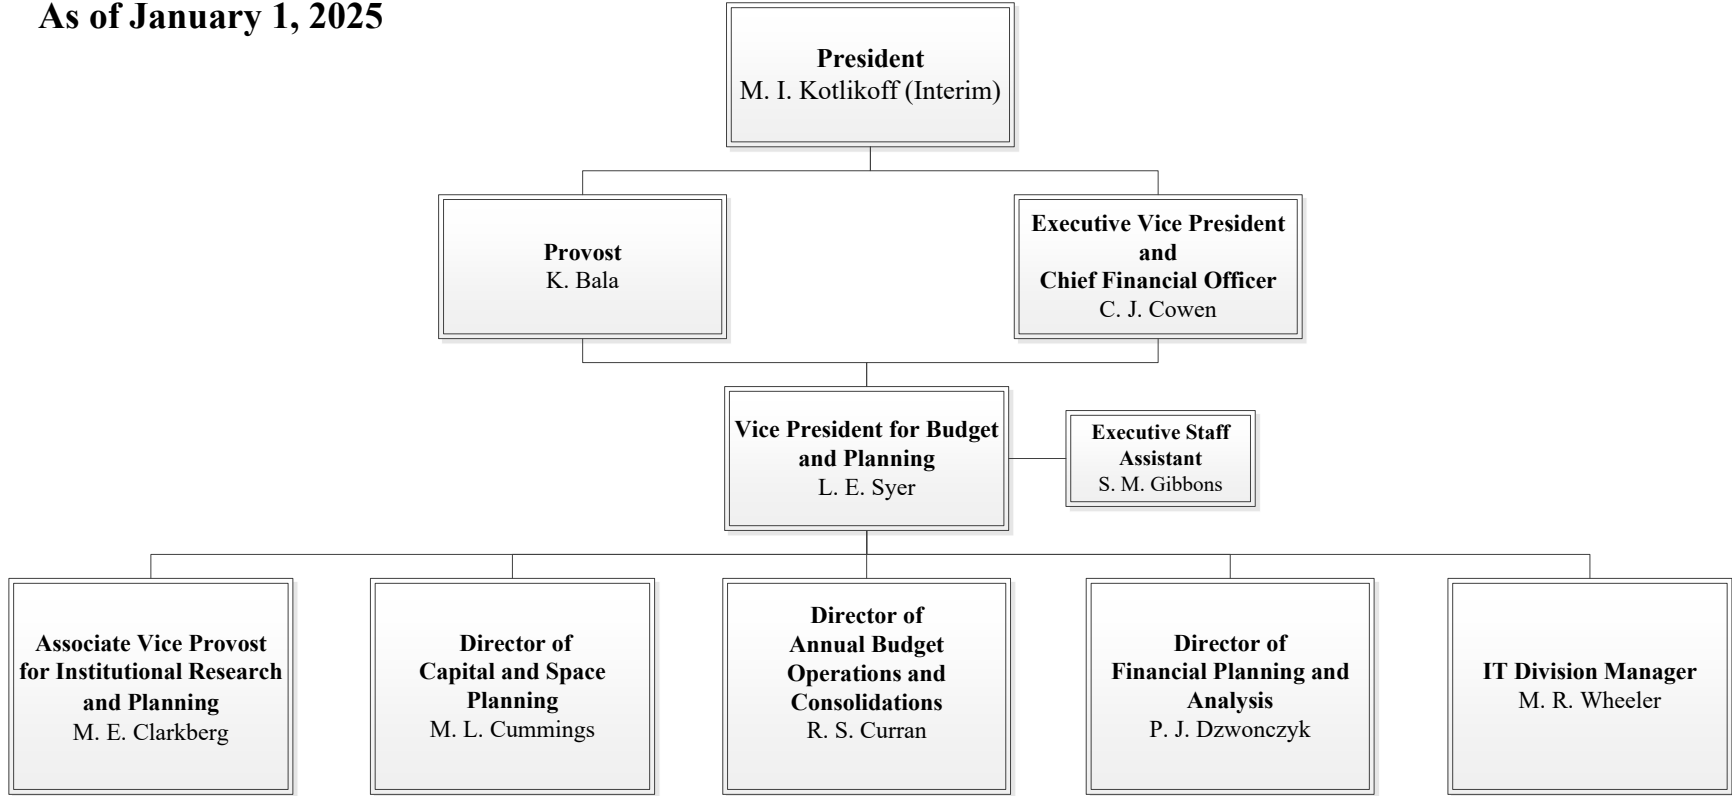 As of January 1, 2025
President
M. I. Kotlikoff (Interim)
Provost
K. Bala
Executive Vice President
and
Chief Financial Officer
C. J. Cowen
Vice President for Budget
and Planning
L. E. Syer
Executive Staff
Assistant
S. M. Gibbons
Associate Vice Provost
for Institutional Research
and Planning
M. E. Clarkberg
Director of
Capital and Space
Planning
M. L. Cummings
Director of
Annual Budget
Operations and
Consolidations
R. S. Curran
Director of
Financial Planning and
Analysis
P. J. Dzwonczyk
IT Division Manager
M. R. Wheeler